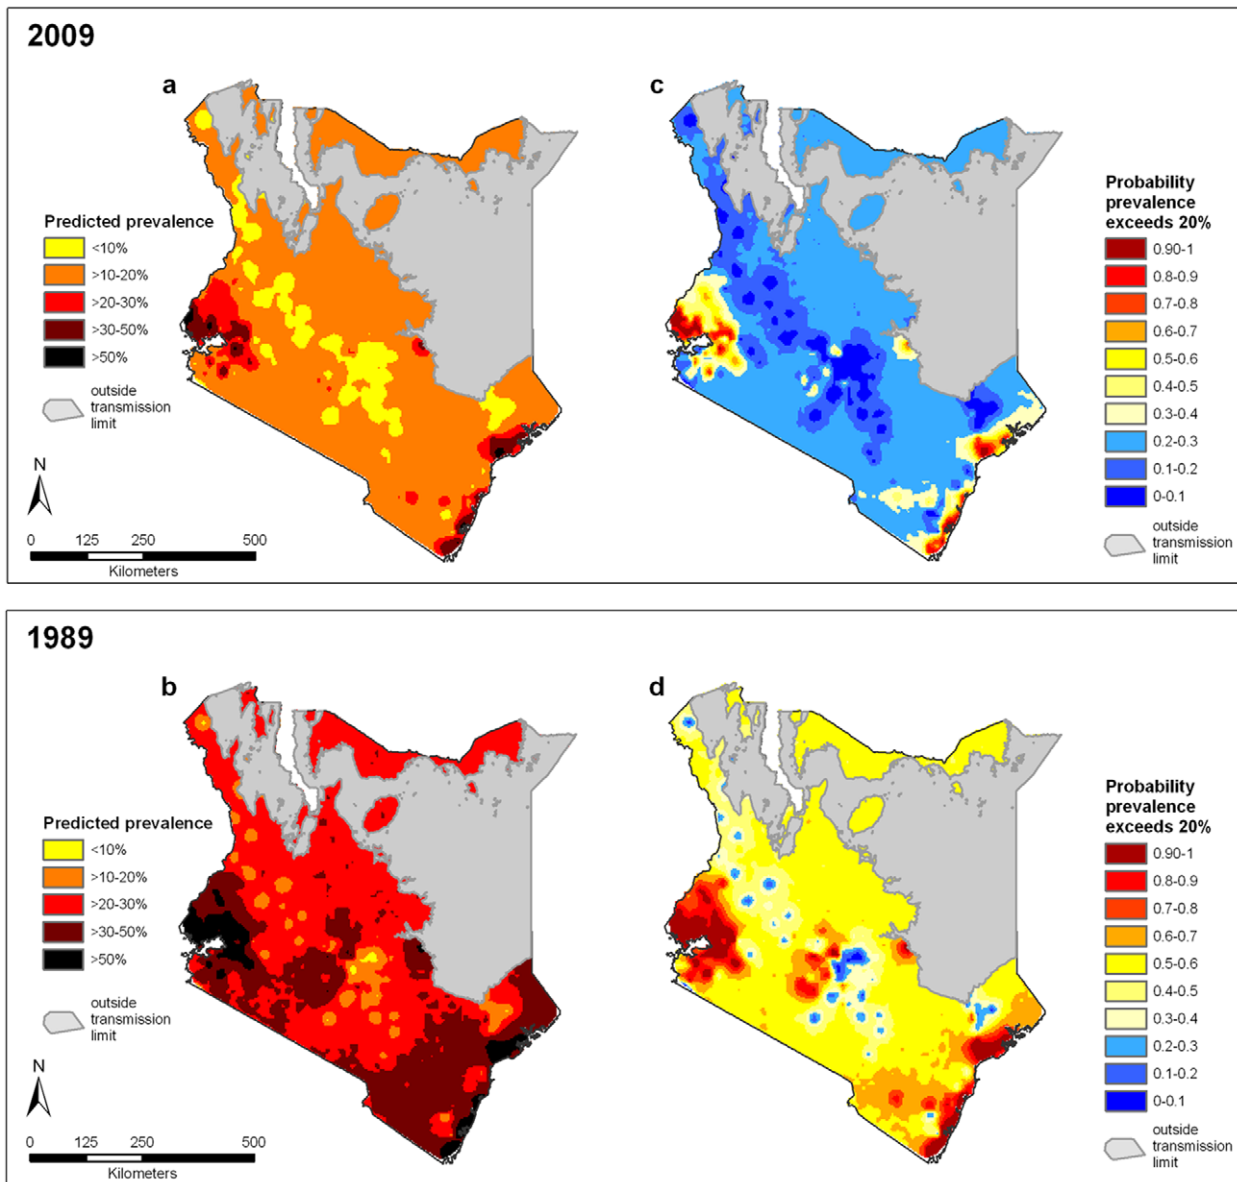 2009
a
c
Predicted prevalence
<10%
>10-20%
>20-30%
>30-50%
>50%
outside
transmission
limit
N
0 125 250 500
Kilometers
Probability
prevalence
exceeds 20%
0.90-1
0.8-0.9
0.7-0.8
0.6-0.7
0.5-0.6
0.4-0.5
0.3-0.4
0.2-0.3
0.1-0.2
0-0.1
outside
transmission
limit
1989
b
d
Predicted prevalence
<10%
>10-20%
>20-30%
>30-50%
>50%
outside
transmission
limit
N
0 125 250 500
Kilometers
Probability
prevalence
exceeds 20%
0.90-1
0.8-0.9
0.7-0.8
0.6-0.7
0.5-0.6
0.4-0.5
0.3-0.4
0.2-0.3
0.1-0.2
0-0.1
outside
transmission
limit